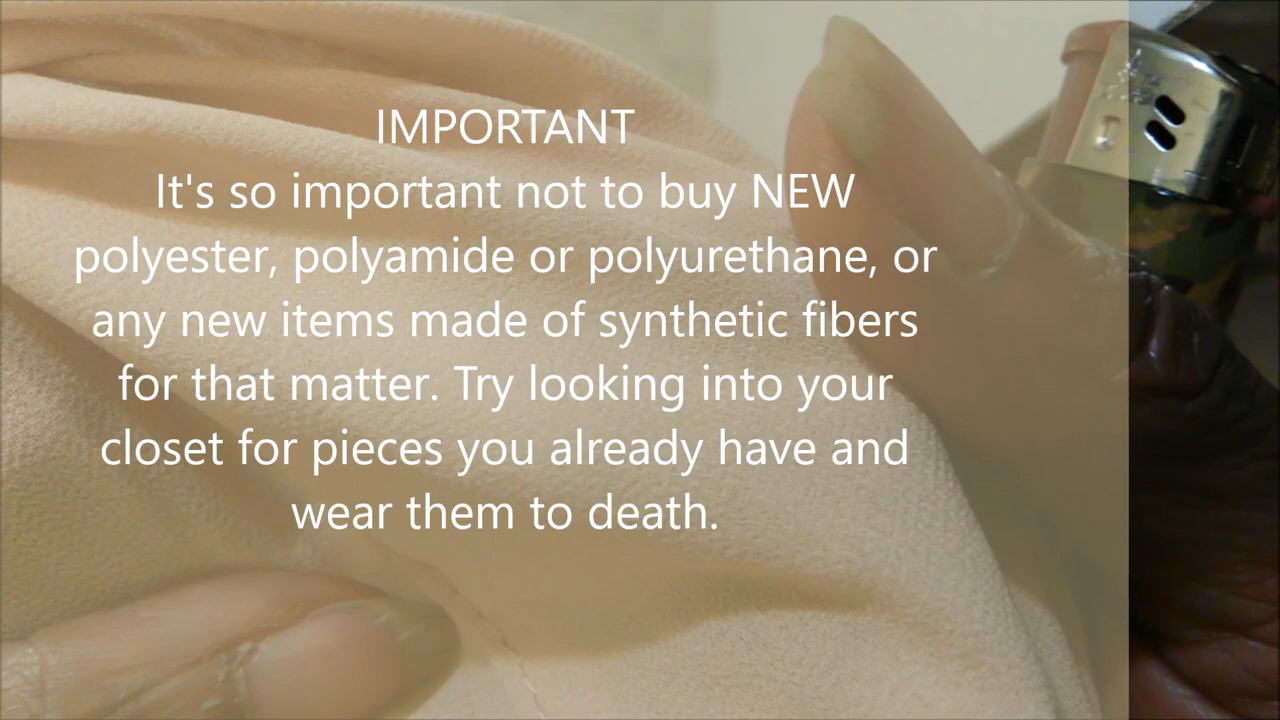 IMPORTANT
It's so important not to buy NEW
polyester, polyamide or polyurethane, or
any new items made of synthetic fibers
for that matter. Try looking into your
closet for pieces you already have and
wear them to death.